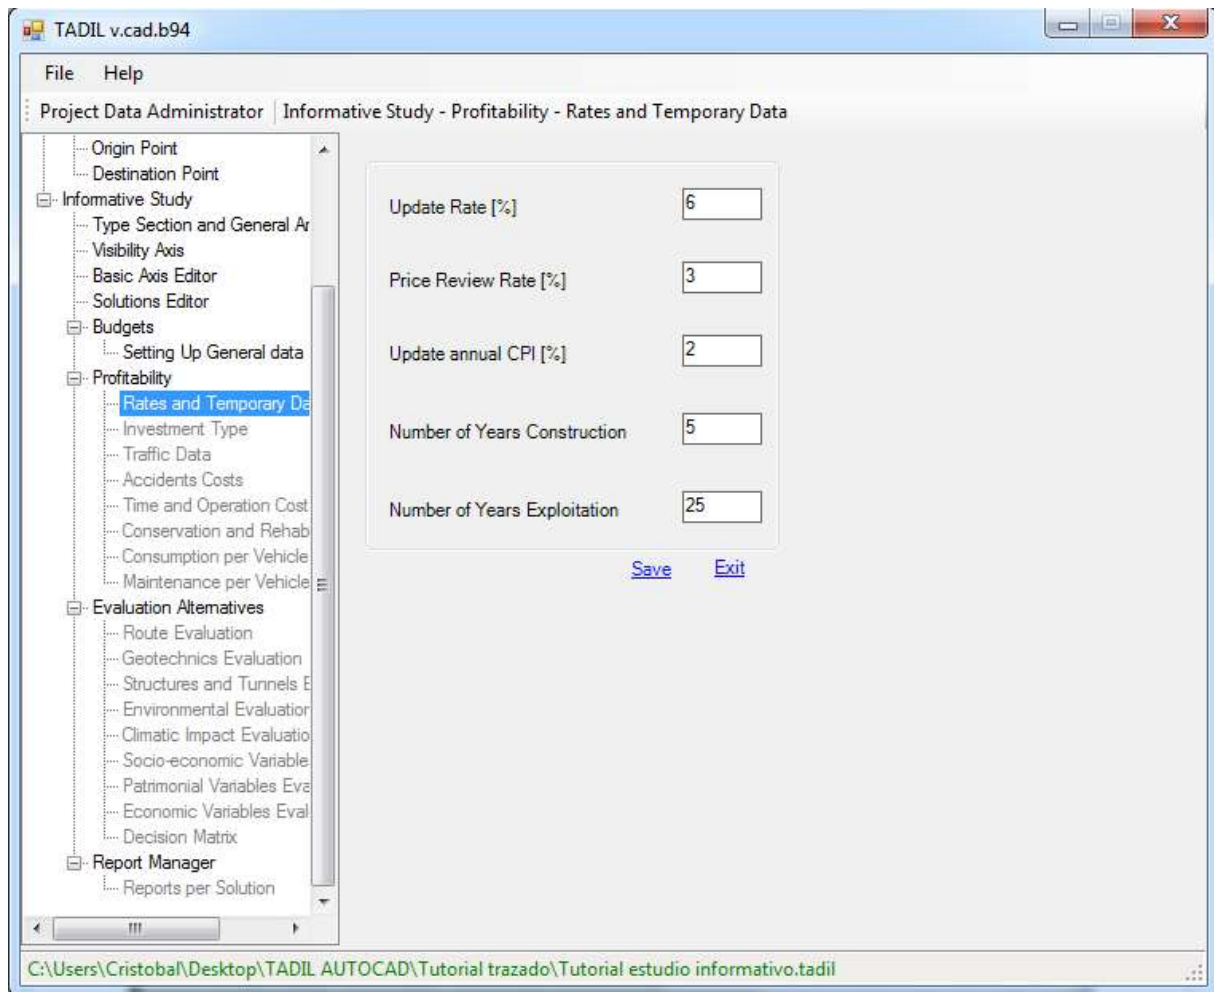 TADIL v.cad.b94
File Help
Project Data Administrator Informative Study - Profitability - Rates and Temporary Data
Origin Point
Destination Point
Informative Study
Type Section and General Ar
Visibility Axis
Basic Axis Editor
Solutions Editor
Budgets
Setting Up General data
Profitability
Rates and Temporary Da
Investment Type
Traffic Data
Accidents Costs
Time and Operation Cost
Conservation and Rehab
Consumption per Vehicle
Maintenance per Vehicle
Evaluation Alternatives
Route Evaluation
Geotechnics Evaluation
Structures and Tunnels E
Environmental Evaluation
Climatic Impact Evaluatio
Socio-economic Variable
Patrimonial Variables Eva
Economic Variables Eval
Decision Matrix
Report Manager
Reports per Solution
Update Rate [%] 6
Price Review Rate [%] 3
Update annual CPI [%] 2
Number of Years Construction 5
Number of Years Exploitation 25
Save Exit
C:\Users\Cristobal\Desktop\TADIL AUTOCAD\Tutorial trazado\Tutorial estudio informativo.tadil